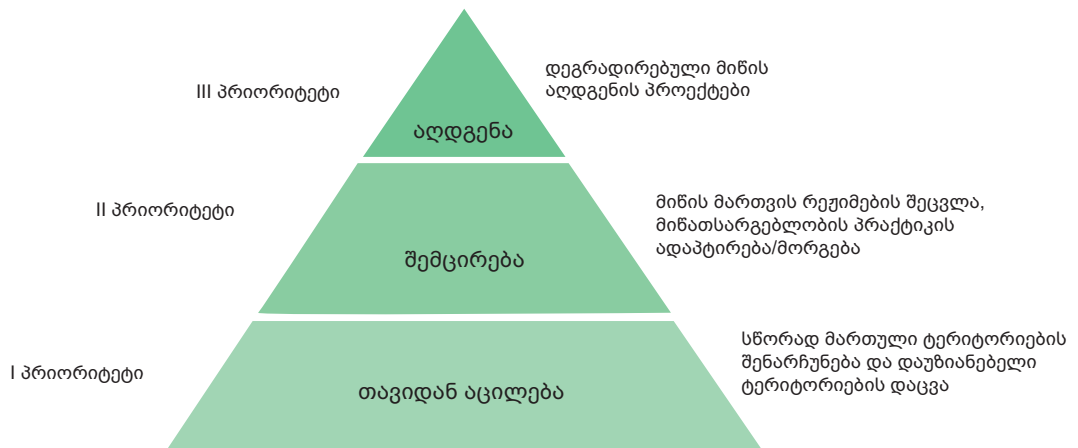 III პრიორიტეტი
აღდგენა
დეგრადირებული მიწის
აღდგენის პროექტები
II პრიორიტეტი
შემცირება
მიწის მართვის რეჟიმების შეცვლა,
მიწათსარგებლობის პრაქტიკის
ადაპტირება/მორგება
I პრიორიტეტი
თავიდან აცილება
სწორად მართული ტერიტორიების
შენარჩუნება და დაუზიანებელი
ტერიტორიების დაცვა